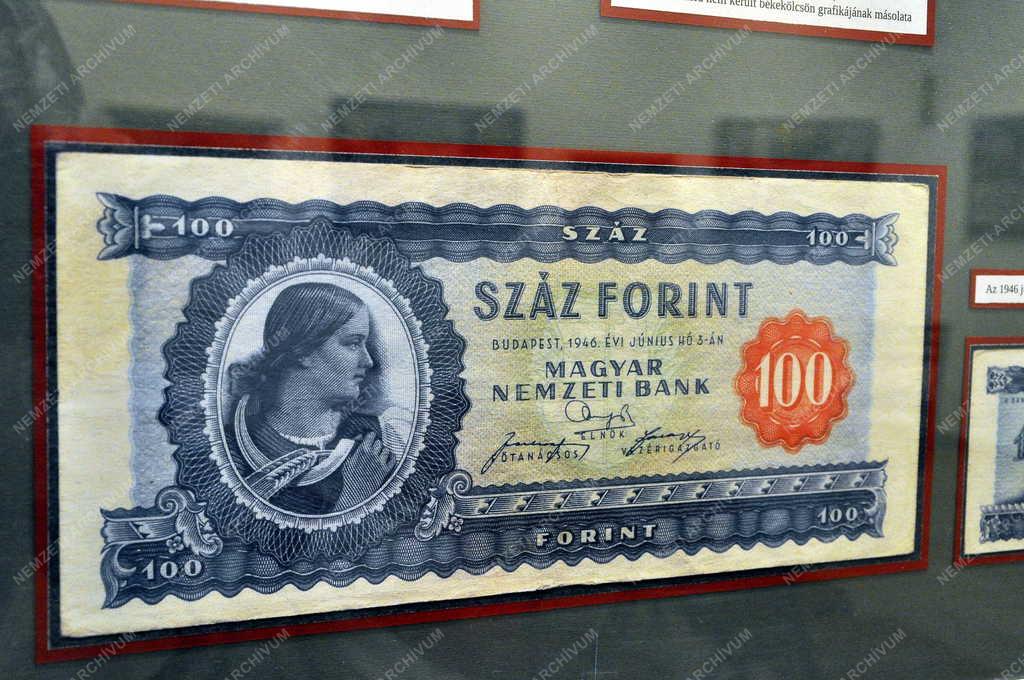 nem került békekölcsön grafikájának másolata
100 SZÁZ 100
SZÁZ FORINT
BUDAPEST, 1946. ÉVI JÚNIUS HÓ 3-ÁN
MAGYAR
NEMZETI BANK
100
ELNÖK
FŐTANÁCSOS VEZÉRIGAZGATÓ
FORINT 100
100
Az 1946 j
NEMZETI ARCHÍVUM